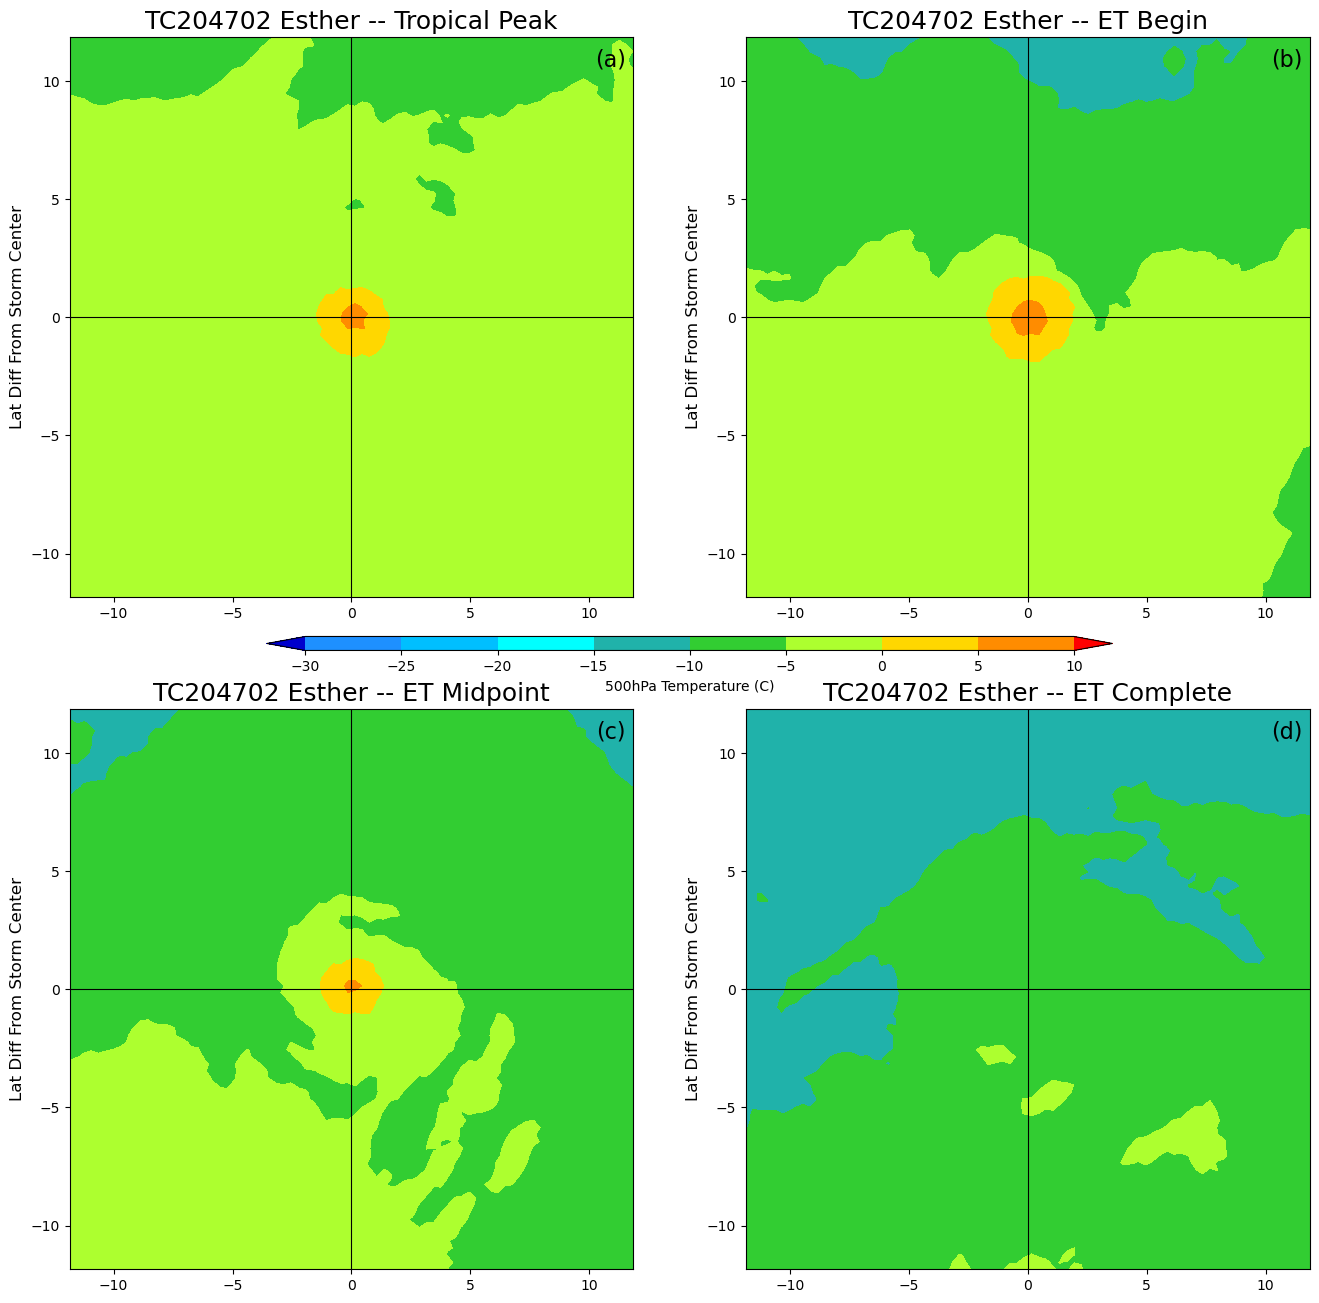 TC204702 Esther -- Tropical Peak
TC204702 Esther -- ET Begin
(a)
(b)
10
5
0
−5
−10
Lat Diff From Storm Center
−10 −5 0 5 10
10
5
0
−5
−10
Lat Diff From Storm Center
−10 −5 0 5 10
−30 −25 −20 −15 −10 −5 0 5 10
500hPa Temperature (C)
TC204702 Esther -- ET Midpoint
TC204702 Esther -- ET Complete
(c)
(d)
10
5
0
−5
−10
Lat Diff From Storm Center
−10 −5 0 5 10
10
5
0
−5
−10
Lat Diff From Storm Center
−10 −5 0 5 10